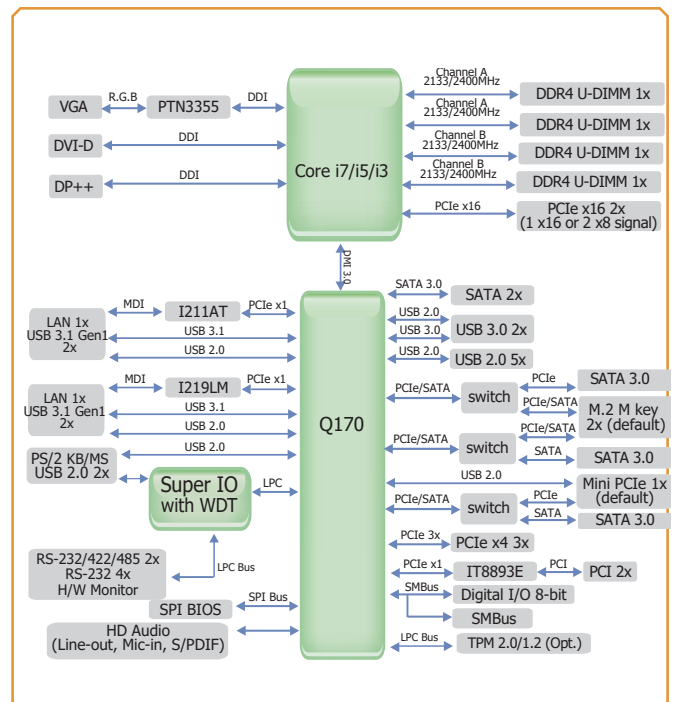 VGA
R.G.B
PTN3355
DDI
DVI-D
DDI
DP++
DDI
Core i7/i5/i3
Channel A
2133/2400MHz
DDR4 U-DIMM 1x
Channel A
2133/2400MHz
DDR4 U-DIMM 1x
Channel B
2133/2400MHz
DDR4 U-DIMM 1x
Channel B
2133/2400MHz
DDR4 U-DIMM 1x
PCIe x16
PCIe x16 2x
(1 x16 or 2 x8 signal)
DMI 3.0
LAN 1x
USB 3.1 Gen1
2x
MDI
I211AT
PCIe x1
USB 3.1
USB 2.0
LAN 1x
USB 3.1 Gen1
2x
MDI
I219LM
PCIe x1
USB 3.1
USB 2.0
PS/2 KB/MS
USB 2.0 2x
USB 2.0
Super IO
with WDT
LPC
RS-232/422/485 2x
RS-232 4x
H/W Monitor
LPC Bus
SPI BIOS
SPI Bus
HD Audio
(Line-out, Mic-in, S/PDIF)
Q170
SATA 3.0
SATA 2x
USB 2.0
USB 3.0
USB 3.0 2x
USB 2.0
USB 2.0 5x
PCIe/SATA
switch
PCIe
SATA 3.0
PCIe/SATA
M.2 M key
2x (default)
PCIe/SATA
switch
PCIe/SATA
SATA
SATA 3.0
USB 2.0
Mini PCIe 1x
(default)
PCIe/SATA
switch
PCIe
SATA
SATA 3.0
PCIe 3x
PCIe x4 3x
PCIe x1
IT8893E
PCI
PCI 2x
SMBus
Digital I/O 8-bit
SMBus
LPC Bus
TPM 2.0/1.2 (Opt.)